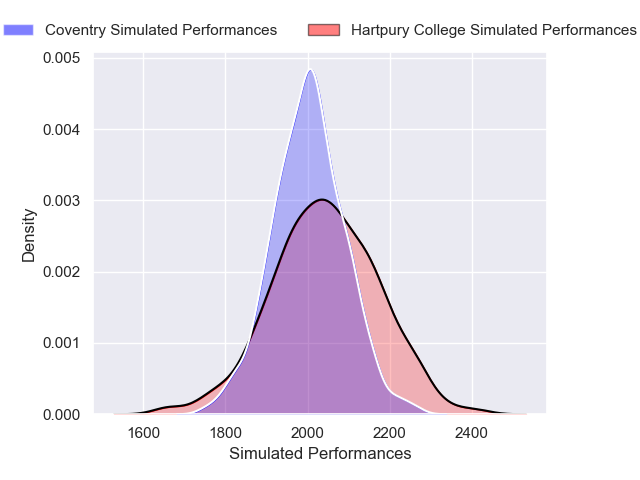 Coventry Simulated Performances
Hartpury College Simulated Performances
0.005
0.004
0.003
0.002
0.001
0.000
Density
1600
1800
2000
2200
2400
Simulated Performances